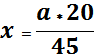 x = a * 20 / 45